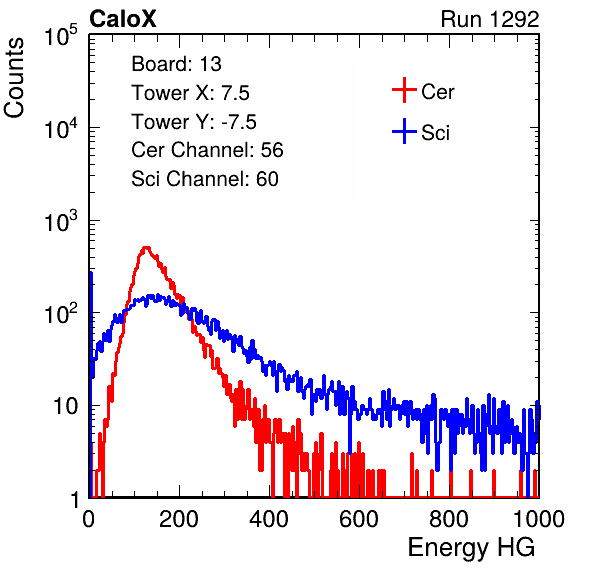 CaloX Run 1292
Counts
10^5
10^4
10^3
10^2
10
1
Board: 13
Tower X: 7.5
Tower Y: -7.5
Cer Channel: 56
Sci Channel: 60
Cer
Sci
0 200 400 600 800 1000
Energy HG